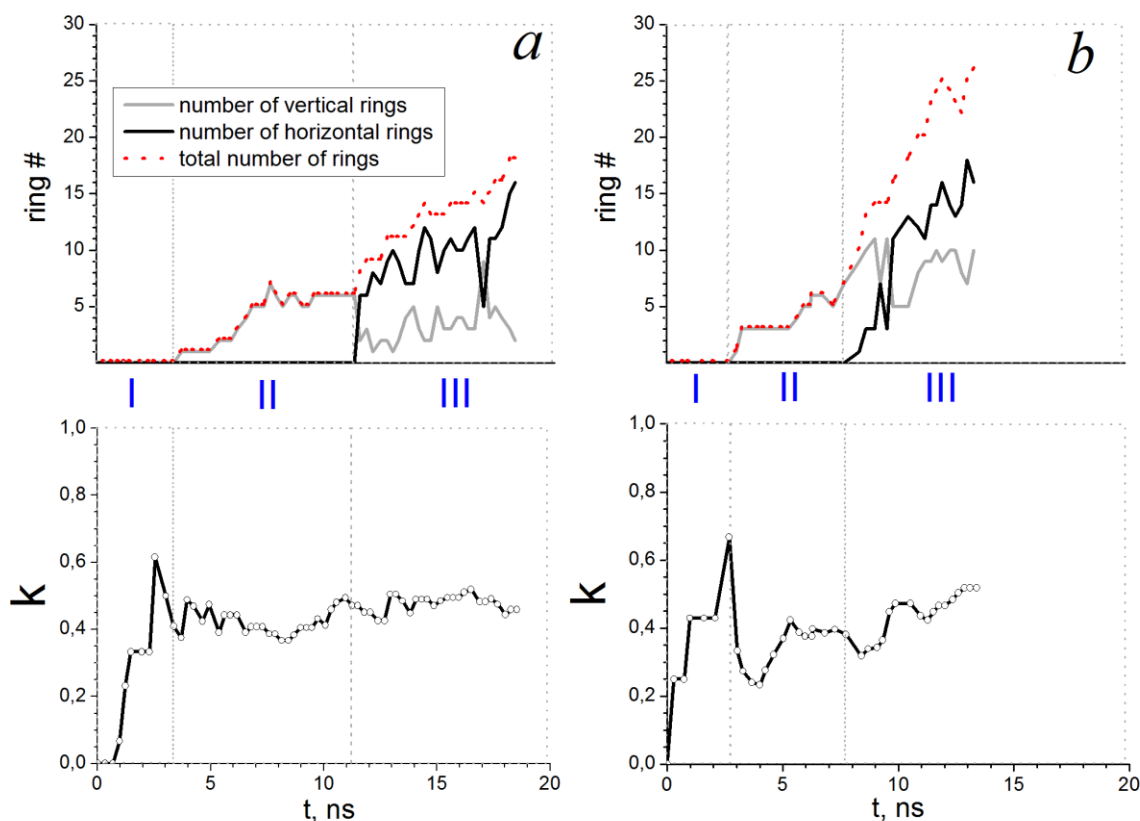 30
25
20
15
10
5
ring #
a
number of vertical rings
number of horizontal rings
total number of rings
30
25
20
15
10
5
ring #
b
I
II
III
I
II
III
1,0
0,8
0,6
0,4
0,2
0,0
k
0
5
10
15
20
t, ns
1,0
0,8
0,6
0,4
0,2
0,0
k
0
5
10
15
20
t, ns